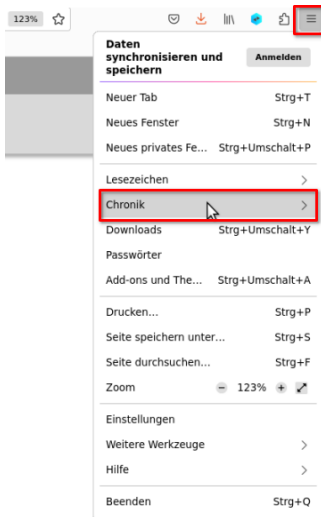 123%
Daten
synchronisieren und
speichern
Anmelden
Neuer Tab Strg+T
Neues Fenster Strg+N
Neues privates Fe... Strg+Umschalt+P
Lesezeichen
Chronik
Downloads Strg+Umschalt+Y
Passwörter
Add-ons und The... Strg+Umschalt+A
Drucken... Strg+P
Seite speichern unter... Strg+S
Seite durchsuchen... Strg+F
Zoom − 123% +
Einstellungen
Weitere Werkzeuge
Hilfe
Beenden Strg+Q